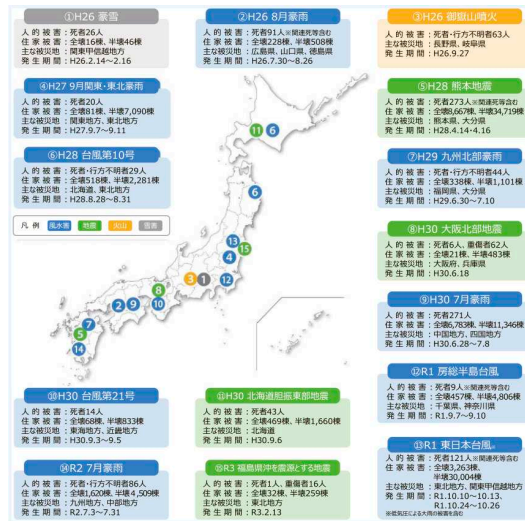 ①H26 豪雪
人的被害：死者26人
住家被害：全壊16棟、半壊46棟
主な被災地：関東甲信越地方
発生期間：H26.2.14～2.16
②H26 8月豪雨
人的被害：死者91人※関連死等含む
住家被害：全壊228棟、半壊508棟
主な被災地：広島県、山口県、徳島県
発生期間：H26.7.30～8.26
③H26 御嶽山噴火
人的被害：死者・行方不明者63人
主な被災地：長野県、岐阜県
発生期間：H26.9.27
④H27 9月関東・東北豪雨
人的被害：死者20人
住家被害：全壊81棟、半壊7,090棟
主な被災地：関東地方、東北地方
発生期間：H27.9.7～9.11
⑤H28 熊本地震
人的被害：死者273人※関連死等含む
住家被害：全壊8,667棟、半壊34,719棟
主な被災地：熊本県、大分県
発生期間：H28.4.14・4.16
⑥H28 台風第10号
人的被害：死者・行方不明者29人
住家被害：全壊518棟、半壊2,281棟
主な被災地：北海道、東北地方
発生期間：H28.8.28～8.31
⑦H29 九州北部豪雨
人的被害：死者・行方不明者44人
住家被害：全壊338棟、半壊1,101棟
主な被災地：福岡県、大分県
発生期間：H29.6.30～7.10
凡例 風水害 地震 火山 雪害
⑧H30 大阪北部地震
人的被害：死者6人、重傷者62人
住家被害：全壊21棟、半壊483棟
主な被災地：大阪府、兵庫県
発生期間：H30.6.18
⑨H30 7月豪雨
人的被害：死者271人
住家被害：全壊6,783棟、半壊11,346棟
主な被災地：中国地方、四国地方
発生期間：H30.6.28～7.8
11 6
6
13 15
4
3 1 12
8
2 9 10
7
5
14
⑩H30 台風第21号
人的被害：死者14人
住家被害：全壊68棟、半壊833棟
主な被災地：東海地方、近畿地方
発生期間：H30.9.3～9.5
⑪H30 北海道胆振東部地震
人的被害：死者43人
住家被害：全壊469棟、半壊1,660棟
主な被災地：北海道
発生期間：H30.9.6
⑫R1 房総半島台風
人的被害：死者9人※関連死等含む
住家被害：全壊457棟、半壊4,806棟
主な被災地：千葉県、神奈川県
発生期間：R1.9.7～9.10
⑬R1 東日本台風※
人的被害：死者121人※関連死等含む
住家被害：全壊3,263棟、
半壊30,004棟
主な被災地：東北地方、関東甲信越地方
発生期間：R1.10.10～10.13、
R1.10.24～10.26
※低気圧による大雨の被害を含む
⑭R2 7月豪雨
人的被害：死者・行方不明者86人
住家被害：全壊1,620棟、半壊4,509棟
主な被災地：九州地方、中部地方
発生期間：R2.7.3～7.31
⑮R3 福島県沖を震源とする地震
人的被害：死者1人、重傷者16人
住家被害：全壊32棟、半壊259棟
主な被災地：東北地方
発生期間：R3.2.13